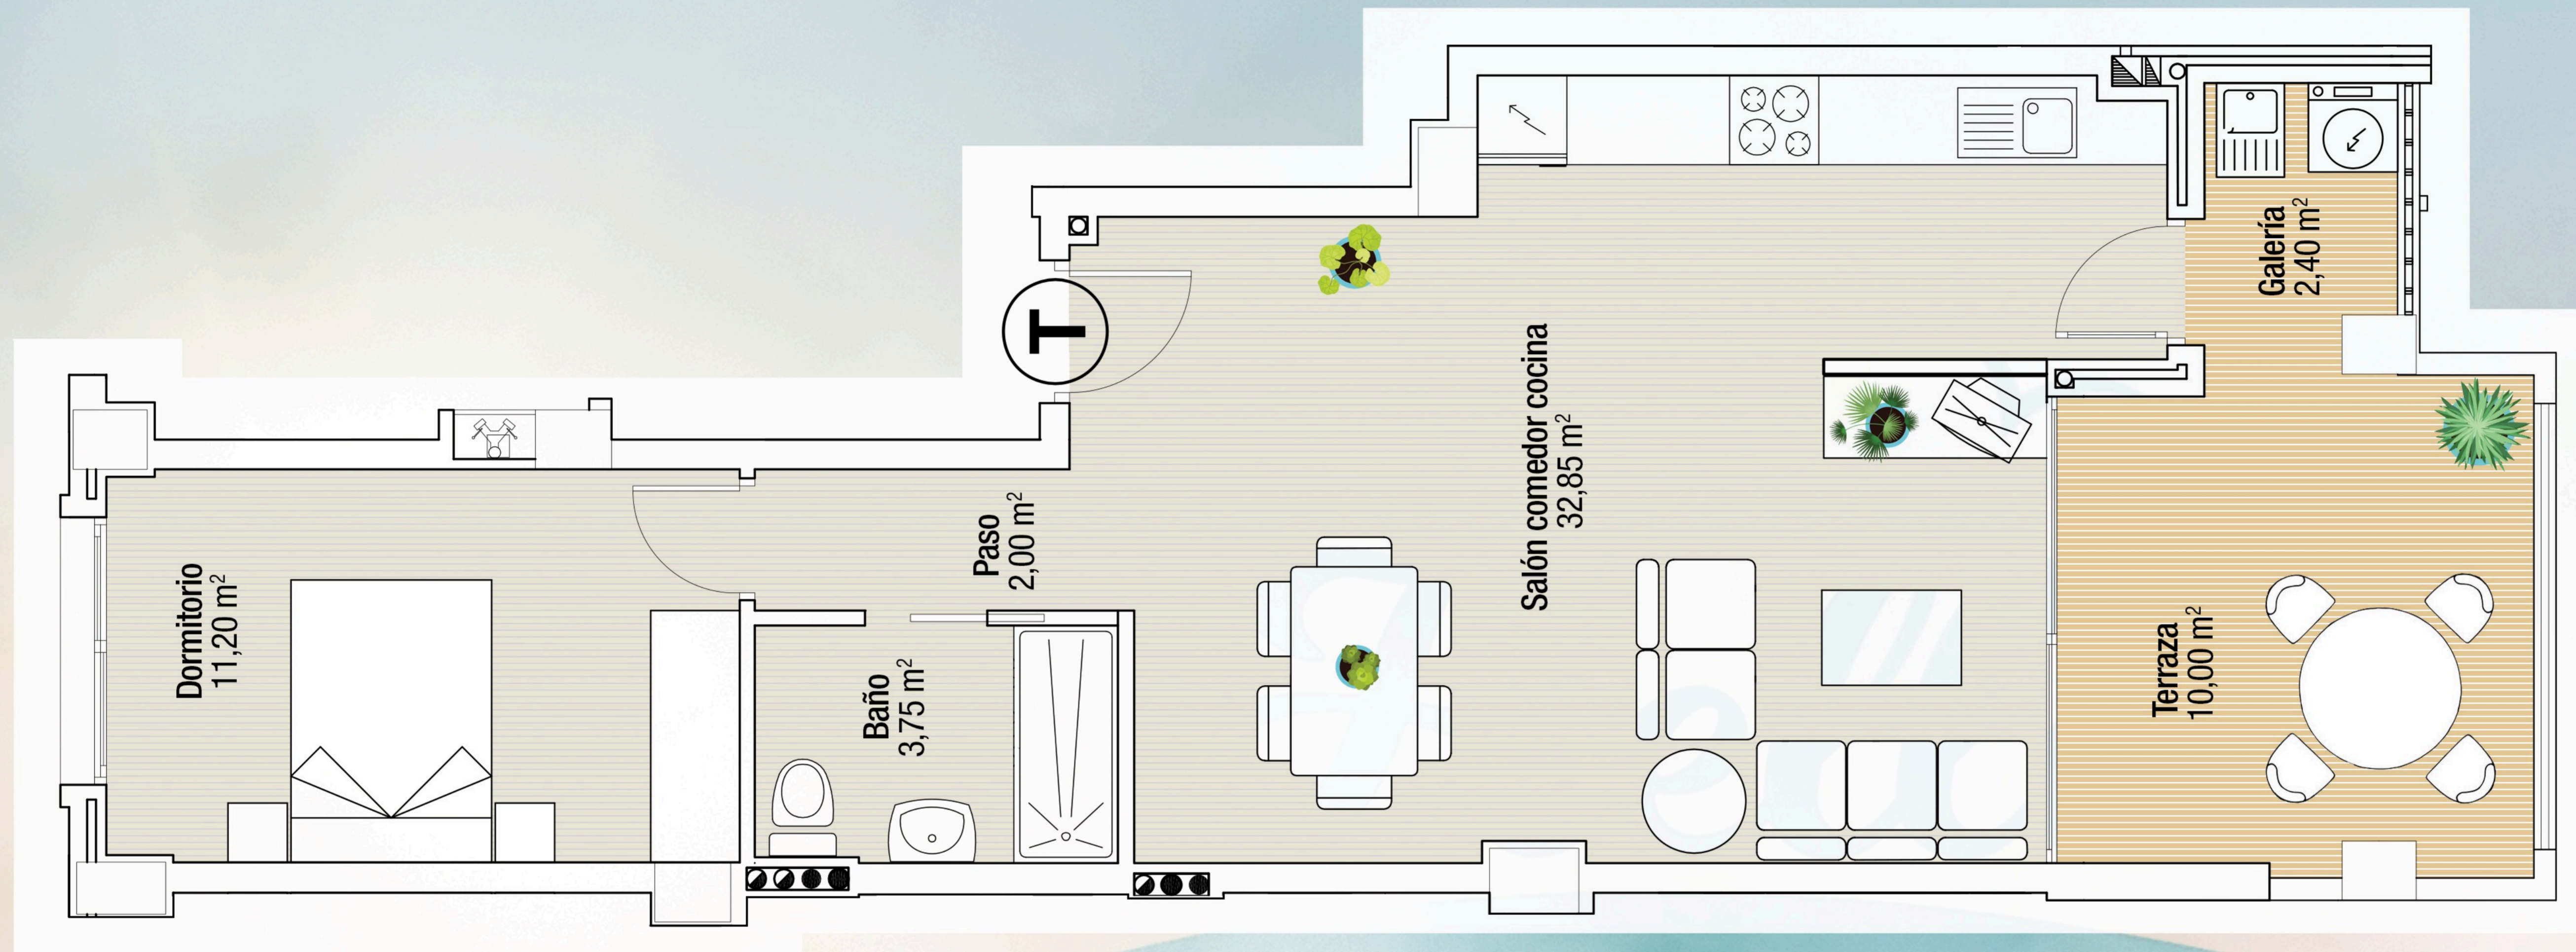 Dormitorio
11,20 m²
Baño
3,75 m²
Paso
2,00 m²
T
Salón comedor cocina
32,85 m²
Terraza
10,00 m²
Galería
2,40 m²